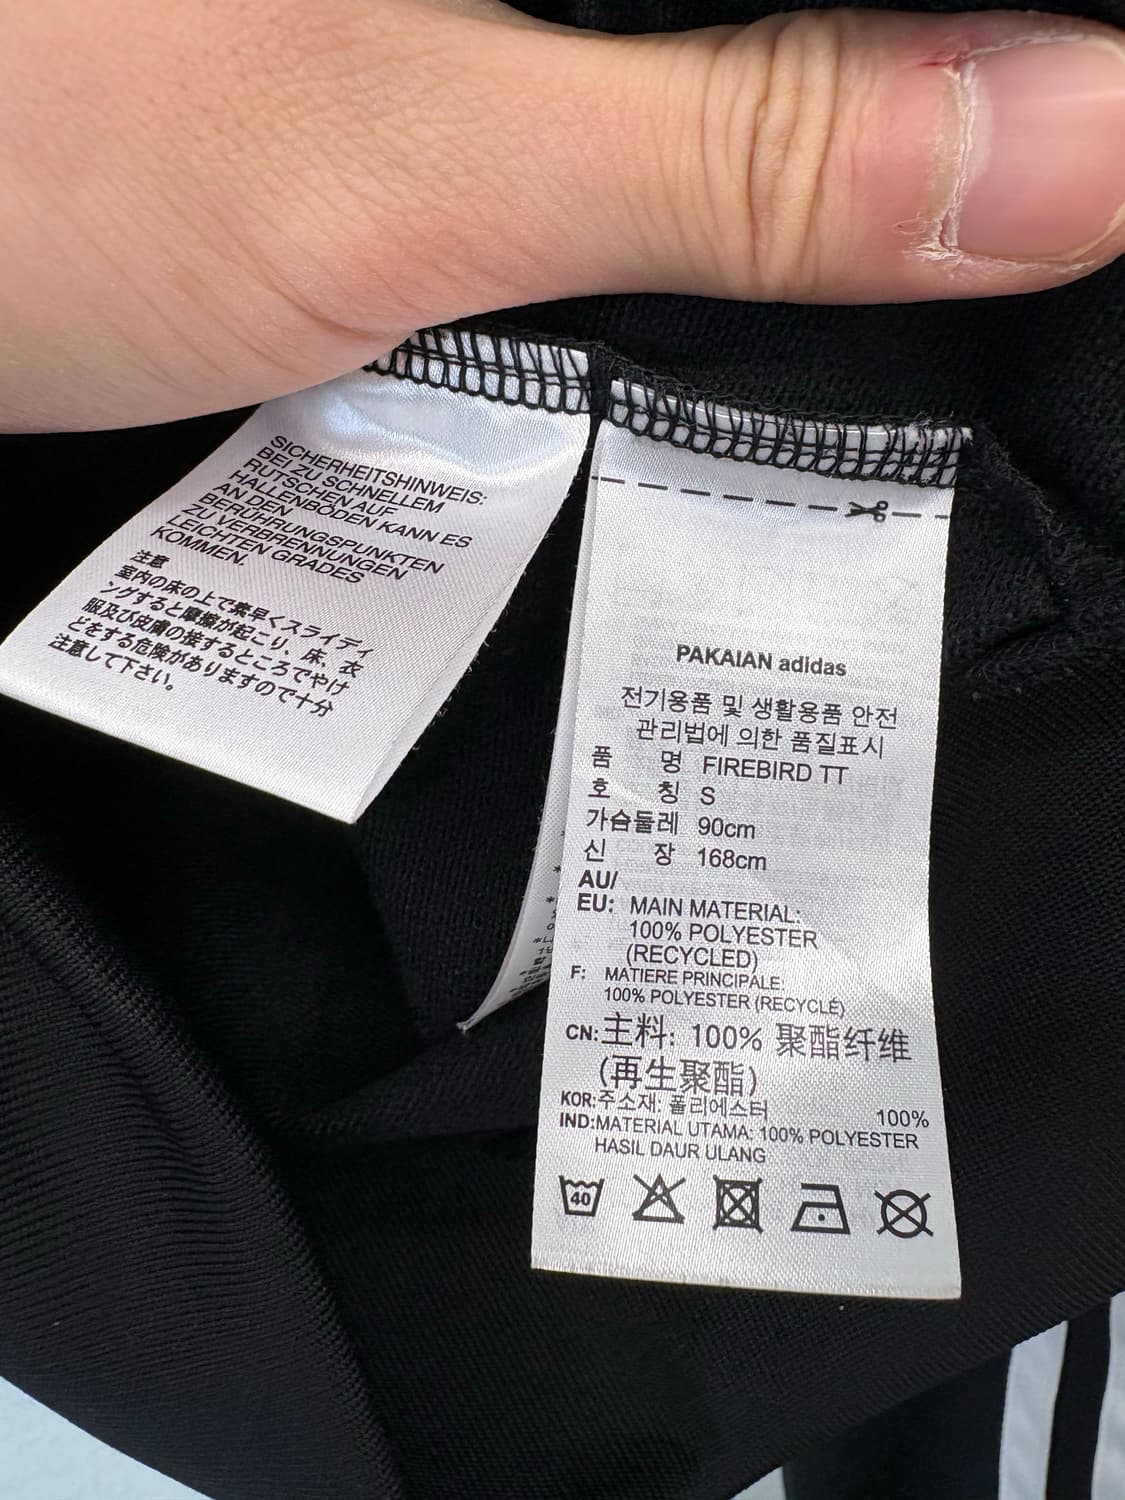 SICHERHEITSHINWEIS:
BEI ZU SCHNELLEM
RUTSCHEN AUF
HALLENBÖDEN KANN ES
AN DEN
BERÜHRUNGSPUNKTEN
ZU VERBRENNUNGEN
LEICHTEN GRADES
KOMMEN.
注意
室内の床の上で素早くスライデイ
ングすると摩擦が起こり、床、衣
服及び皮膚の接するところでやけ
どをする危険がありますので十分
注意して下さい。
PAKAIAN adidas
전기용품 및 생활용품 안전
관리법에 의한 품질표시
품 명 FIREBIRD TT
호 칭 S
가슴둘레 90cm
신 장 168cm
AU/
EU: MAIN MATERIAL:
100% POLYESTER
(RECYCLED)
F: MATIERE PRINCIPALE:
100% POLYESTER (RECYCLÉ)
CN:主料: 100% 聚酯纤维
(再生聚酯)
KOR:주소재: 폴리에스터 100%
IND:MATERIAL UTAMA: 100% POLYESTER
HASIL DAUR ULANG
40